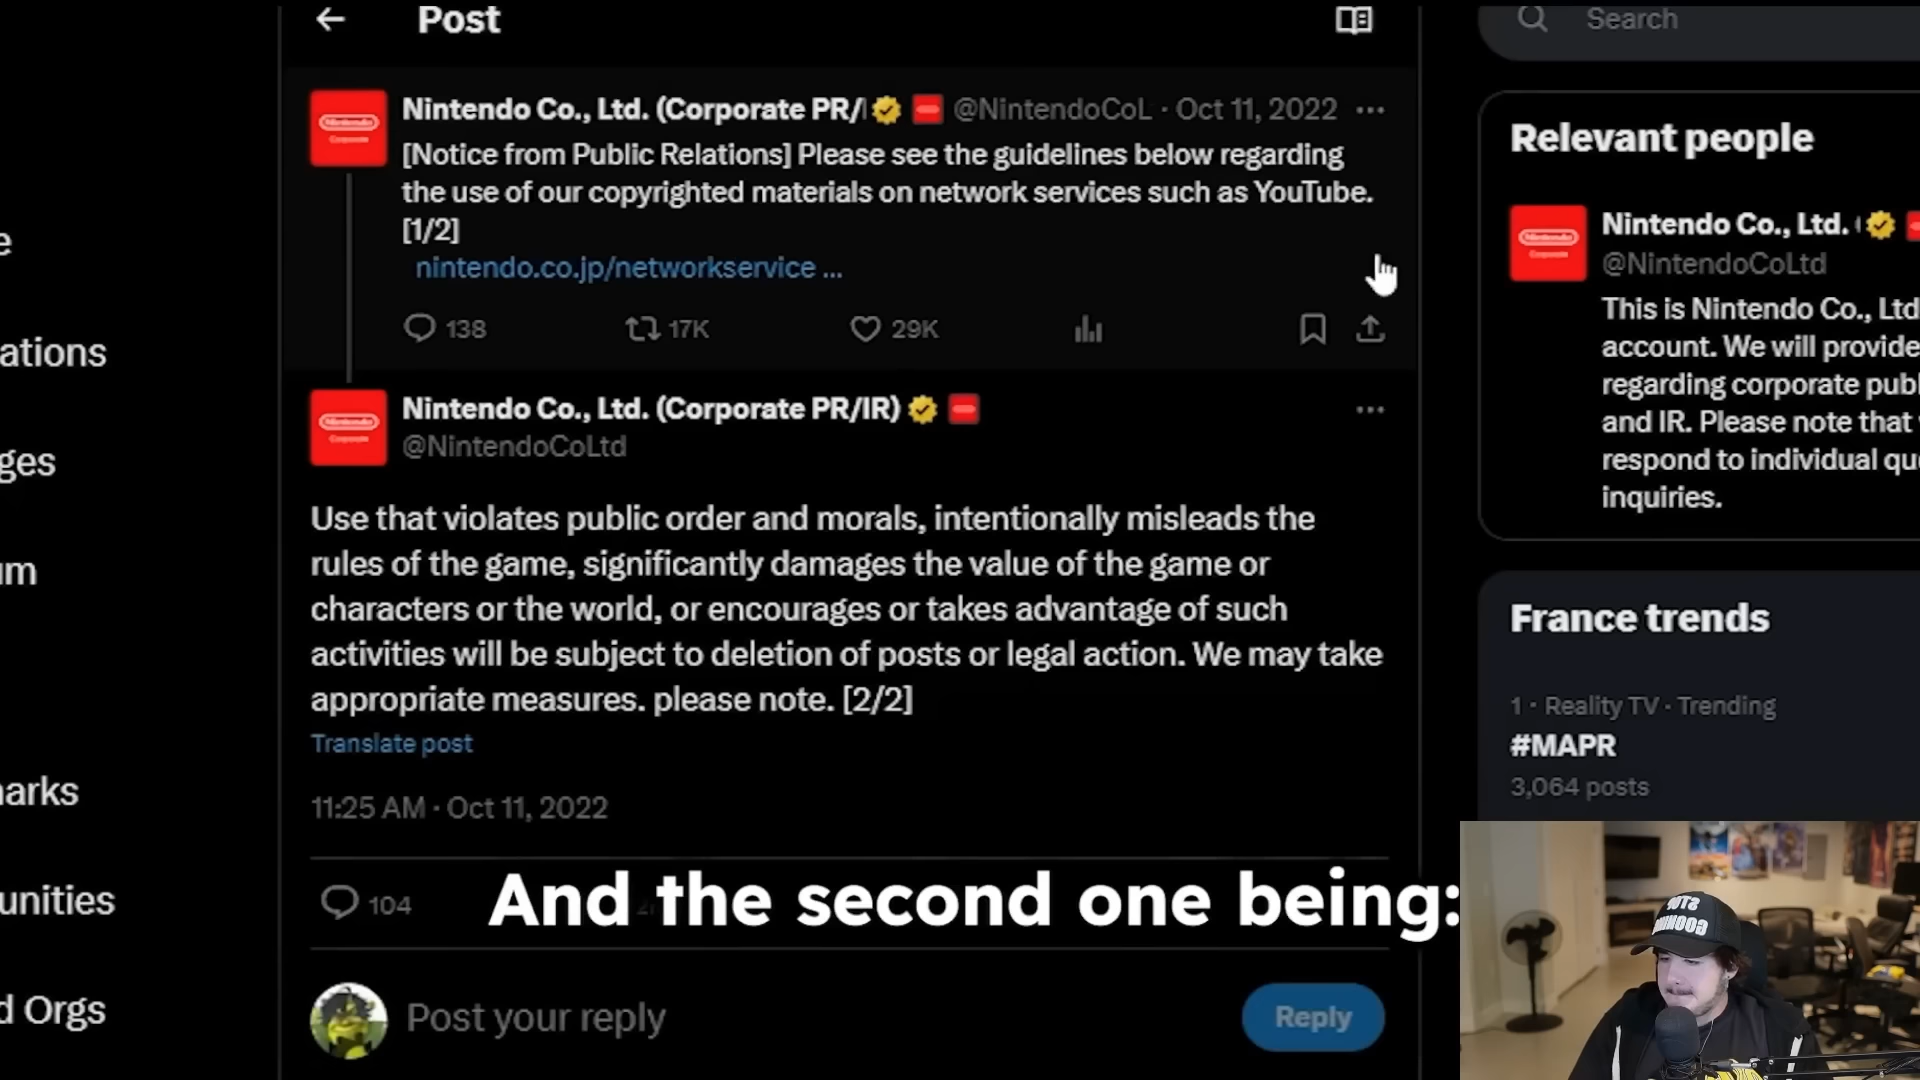 Post
Search
Nintendo Co., Ltd. (Corporate PR/ @NintendoCoL · Oct 11, 2022
[Notice from Public Relations] Please see the guidelines below regarding
the use of our copyrighted materials on network services such as YouTube.
[1/2]
nintendo.co.jp/networkservice ...
138 17K 29K
Nintendo Co., Ltd. (Corporate PR/IR)
@NintendoCoLtd
Use that violates public order and morals, intentionally misleads the
rules of the game, significantly damages the value of the game or
characters or the world, or encourages or takes advantage of such
activities will be subject to deletion of posts or legal action. We may take
appropriate measures. please note. [2/2]
Translate post
11:25 AM · Oct 11, 2022
104
And the second one being:
Post your reply
Reply
Relevant people
Nintendo Co., Ltd.
@NintendoCoLtd
This is Nintendo Co., Ltd
account. We will provide
regarding corporate publ
and IR. Please note that
respond to individual qu
inquiries.
France trends
1 · Reality TV · Trending
#MAPR
3,064 posts
e
ations
ges
um
arks
unities
d Orgs
Nintendo
Corporate
Nintendo
Corporate
Nintendo
Corporate
STOP